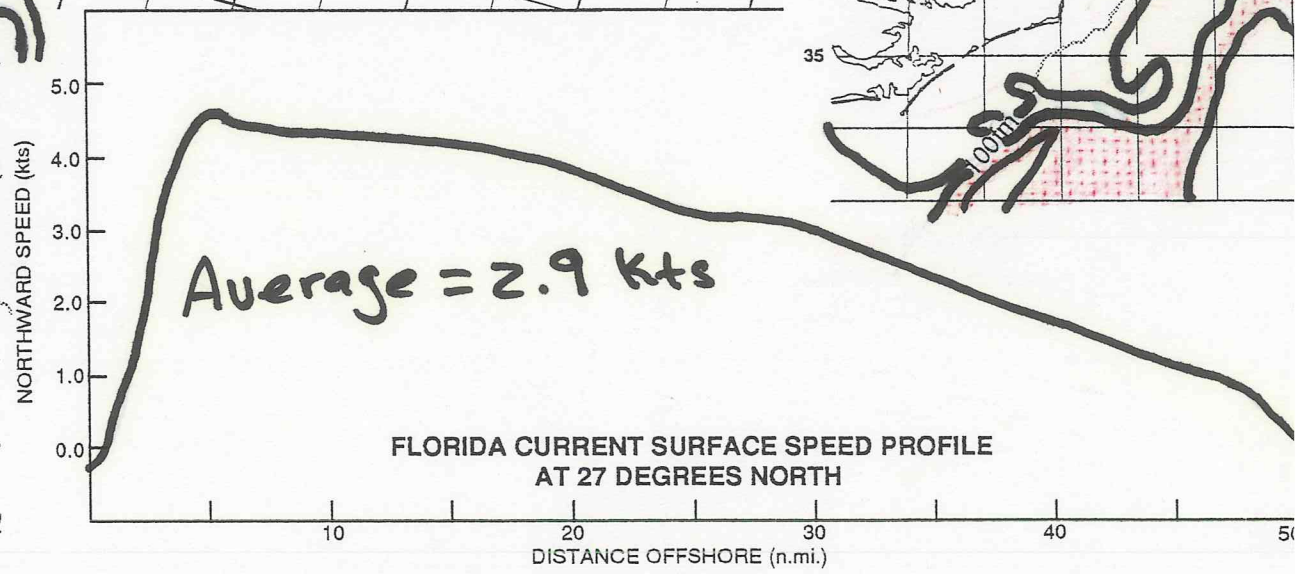 35
100m
5.0
4.0
3.0
2.0
1.0
0.0
NORTHWARD SPEED (kts)
Average = 2.9 kts
FLORIDA CURRENT SURFACE SPEED PROFILE
AT 27 DEGREES NORTH
10
20
30
40
DISTANCE OFFSHORE (n.mi.)